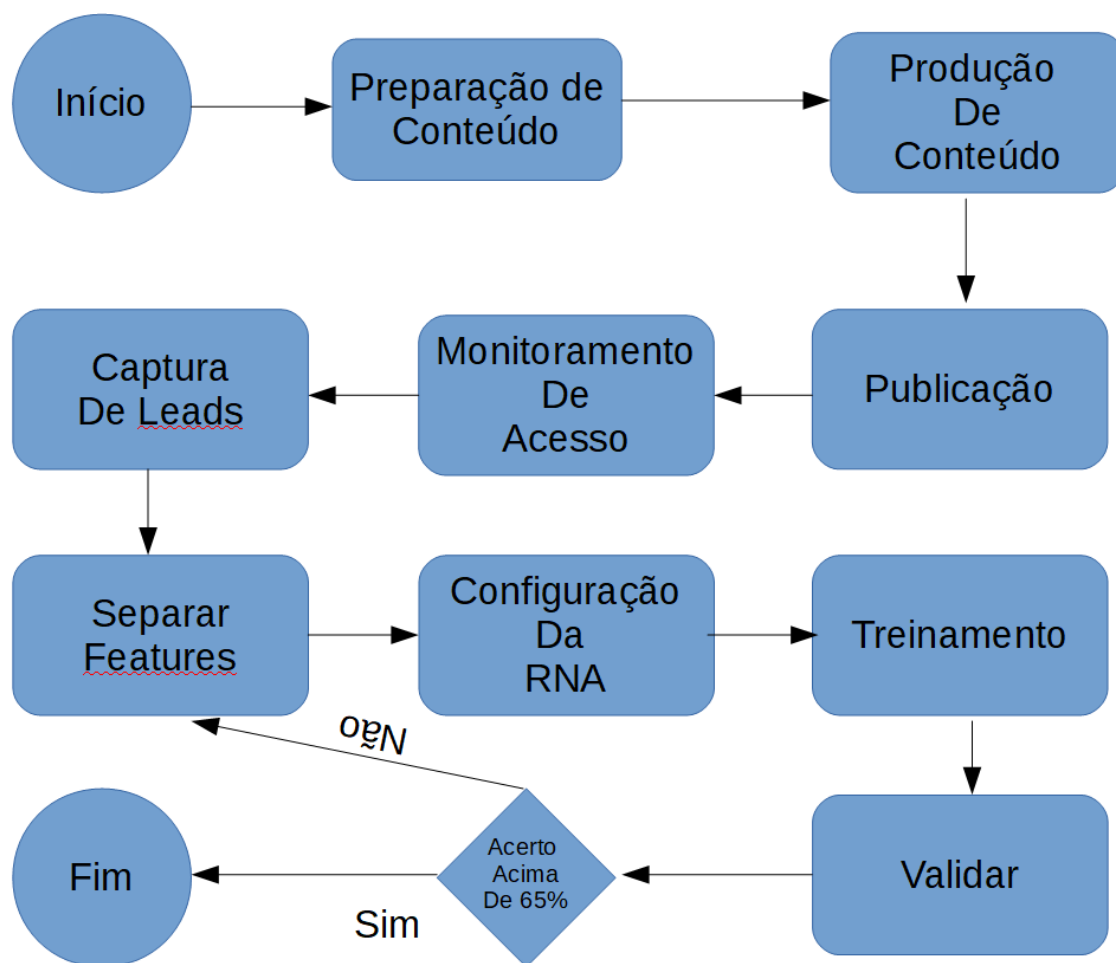 Início
Preparação de
Conteúdo
Produção
De
Conteúdo
Captura
De Leads
Monitoramento
De
Acesso
Publicação
Separar
Features
Configuração
Da
RNA
Treinamento
Não
Fim
Acerto
Acima
De 65%
Sim
Validar